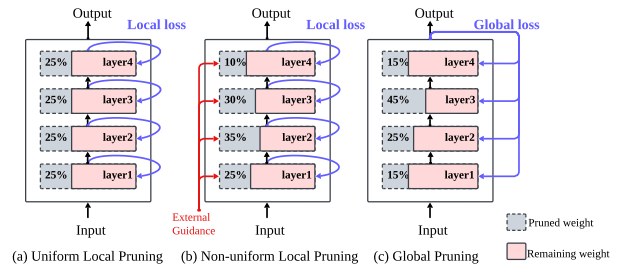 Output
Local loss
25% layer4
25% layer3
25% layer2
25% layer1
Input
(a) Uniform Local Pruning
Output
Local loss
10% layer4
30% layer3
35% layer2
25% layer1
External
Guidance
Input
(b) Non-uniform Local Pruning
Output
Global loss
15% layer4
45% layer3
25% layer2
15% layer1
Input
(c) Global Pruning
Pruned weight
Remaining weight